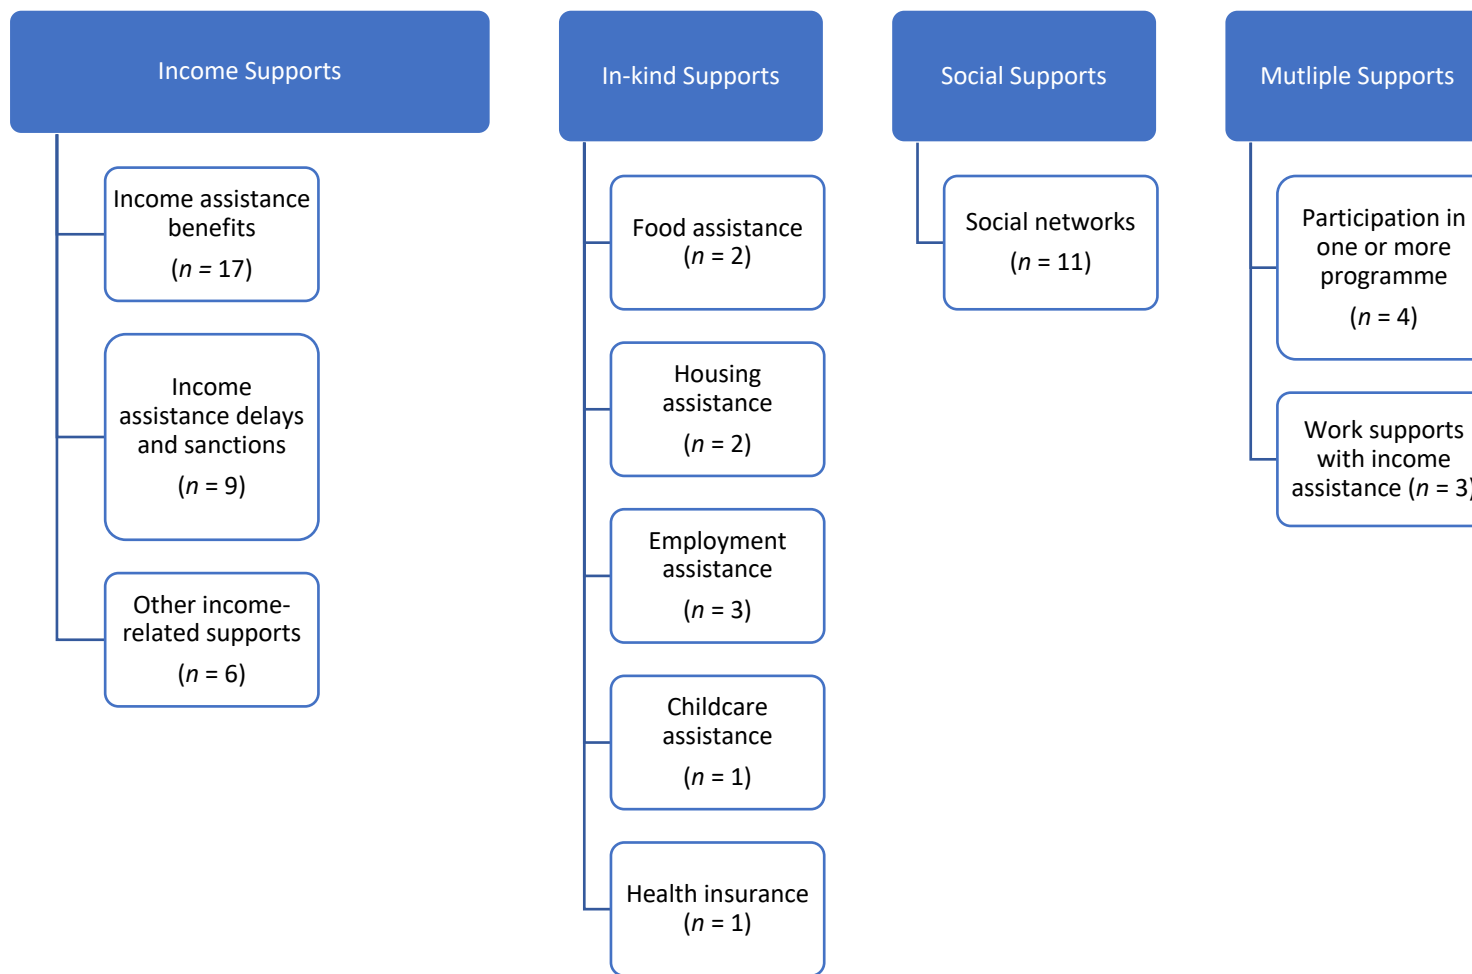 Income Supports
Income assistance
benefits
(n = 17)
Income
assistance delays
and sanctions
(n = 9)
Other income-
related supports
(n = 6)
In-kind Supports
Food assistance
(n = 2)
Housing
assistance
(n = 2)
Employment
assistance
(n = 3)
Childcare
assistance
(n = 1)
Health insurance
(n = 1)
Social Supports
Social networks
(n = 11)
Mutliple Supports
Participation in
one or more
programme
(n = 4)
Work supports
with income
assistance (n = 3)